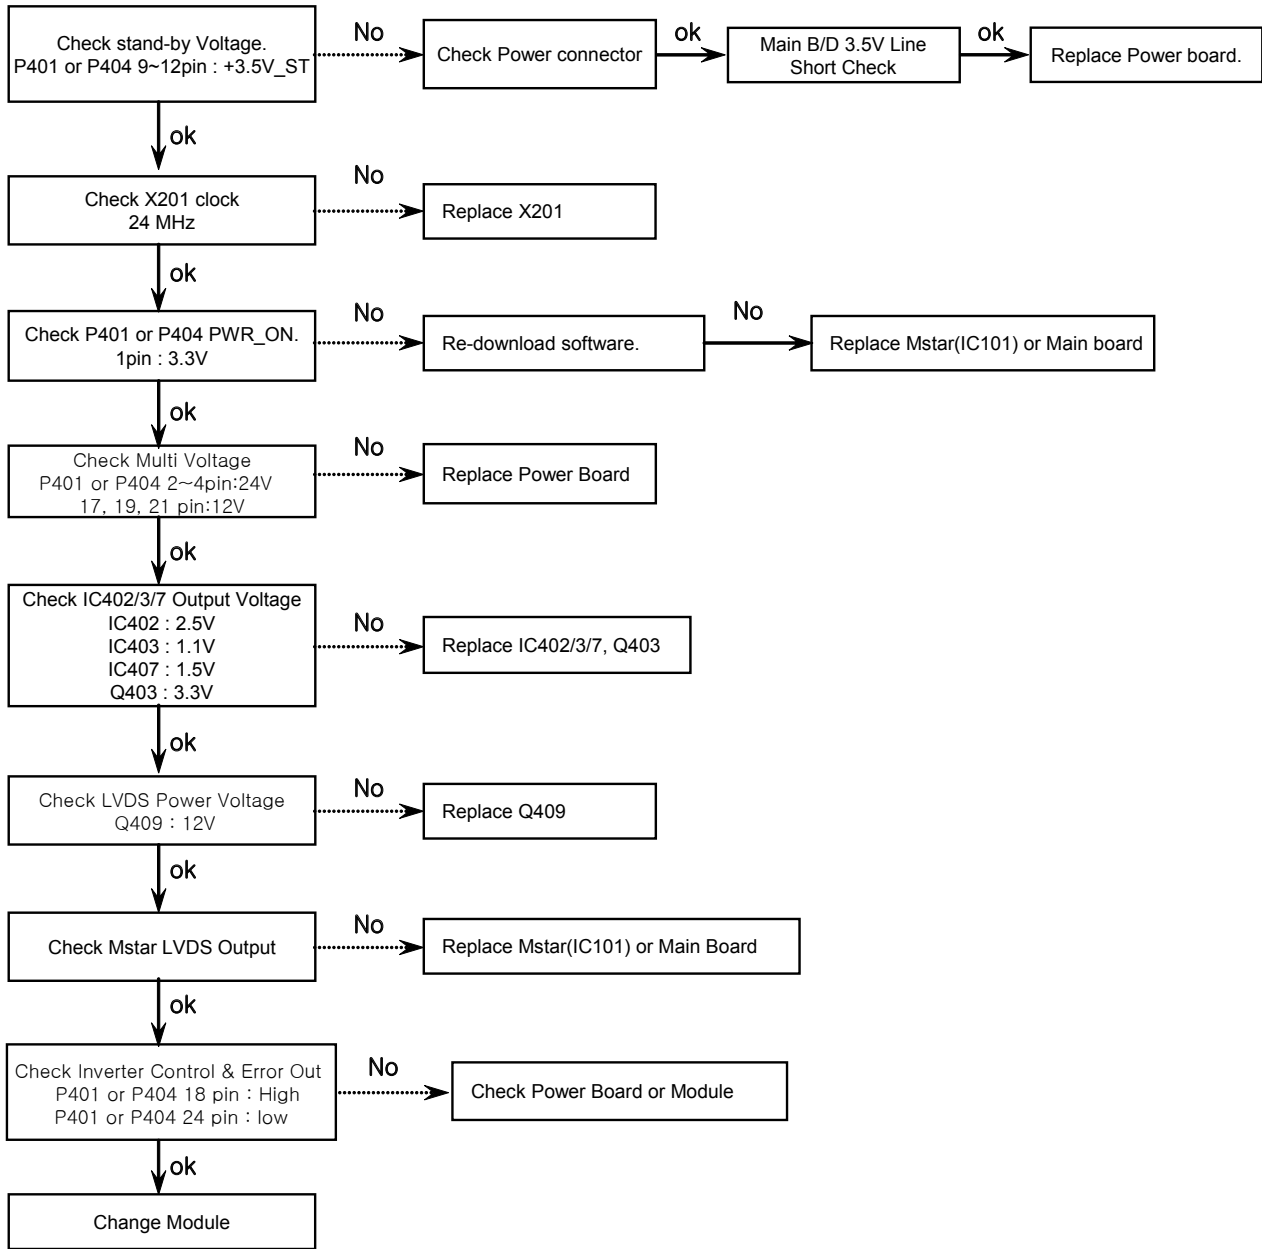 Check stand-by Voltage.
P401 or P404 9~12pin : +3.5V_ST
No
Check Power connector
ok
Main B/D 3.5V Line
Short Check
ok
Replace Power board.
ok
Check X201 clock
24 MHz
No
Replace X201
ok
Check P401 or P404 PWR_ON.
1pin : 3.3V
No
Re-download software.
No
Replace Mstar(IC101) or Main board
ok
Check Multi Voltage
P401 or P404 2~4pin:24V
17, 19, 21 pin:12V
No
Replace Power Board
ok
Check IC402/3/7 Output Voltage
IC402 : 2.5V
IC403 : 1.1V
IC407 : 1.5V
Q403 : 3.3V
No
Replace IC402/3/7, Q403
ok
Check LVDS Power Voltage
Q409 : 12V
No
Replace Q409
ok
Check Mstar LVDS Output
No
Replace Mstar(IC101) or Main Board
ok
Check Inverter Control & Error Out
P401 or P404 18 pin : High
P401 or P404 24 pin : low
No
Check Power Board or Module
ok
Change Module